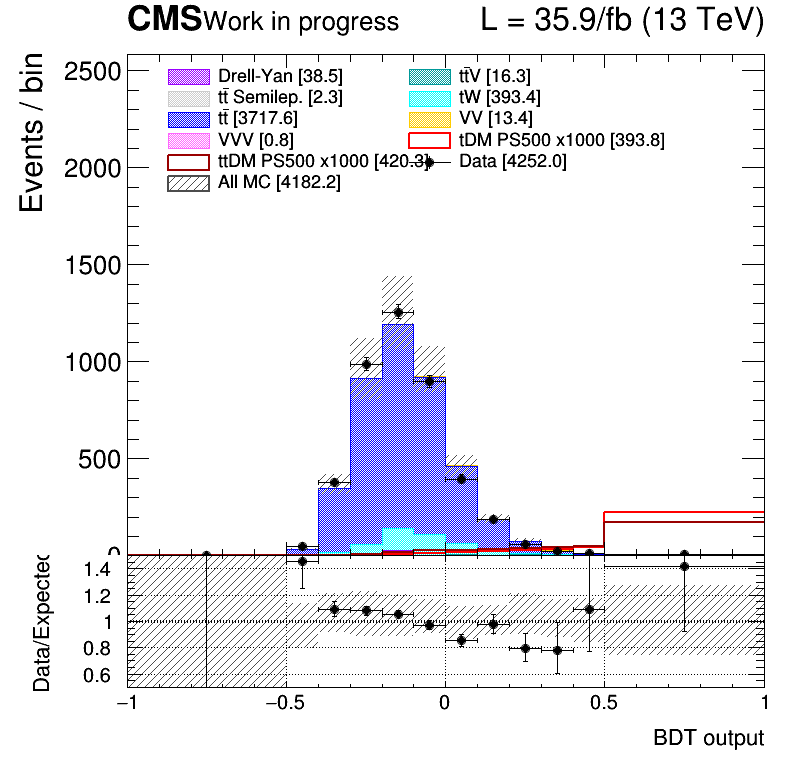 CMS Work in progress L = 35.9/fb (13 TeV)
Events / bin
2500
2000
1500
1000
500
0
Drell-Yan [38.5]
tt̄V [16.3]
tt̄ Semilep. [2.3]
tW [393.4]
tt̄ [3717.6]
VV [13.4]
VVV [0.8]
tDM PS500 x1000 [393.8]
ttDM PS500 x1000 [420.3]
Data [4252.0]
All MC [4182.2]
Data/Expected
1.4
1.2
1
0.8
0.6
−1 −0.5 0 0.5 1
BDT output